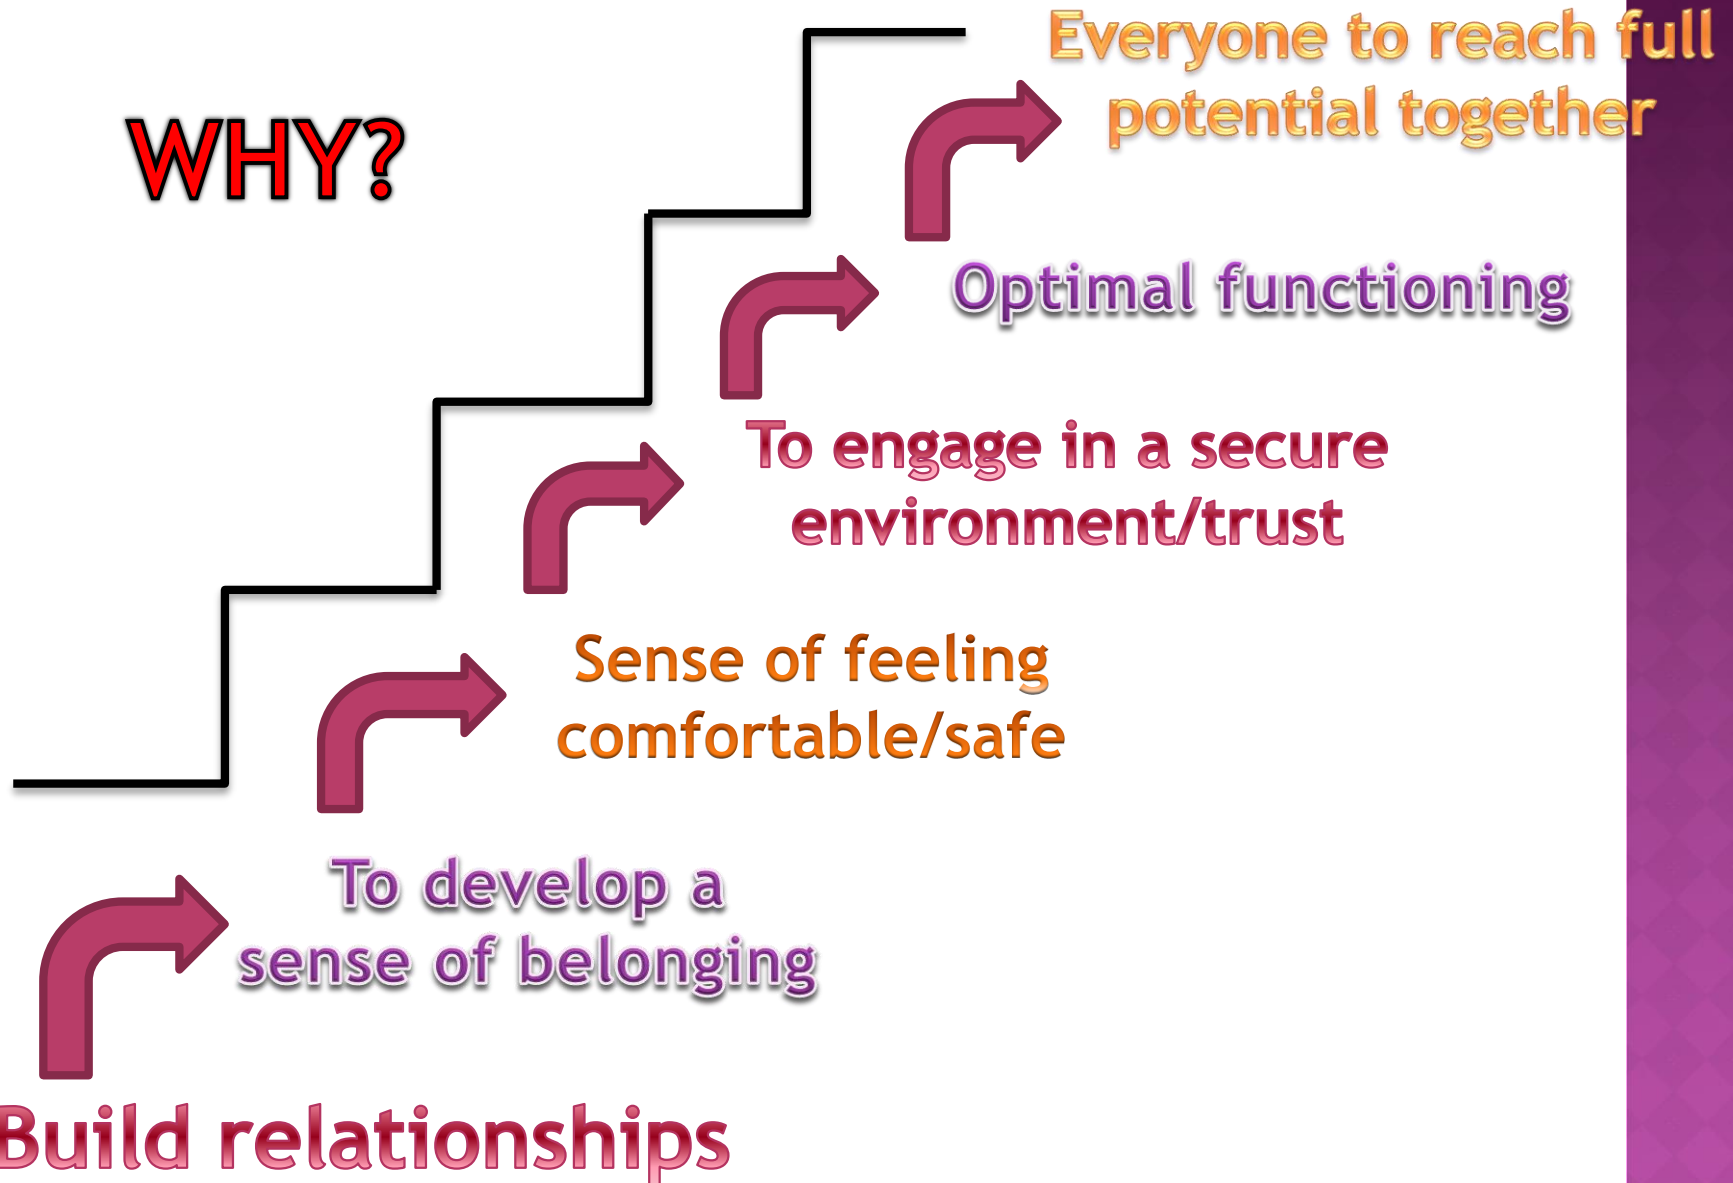 WHY?
Everyone to reach full
potential together
Optimal functioning
To engage in a secure
environment/trust
Sense of feeling
comfortable/safe
To develop a
sense of belonging
Build relationships